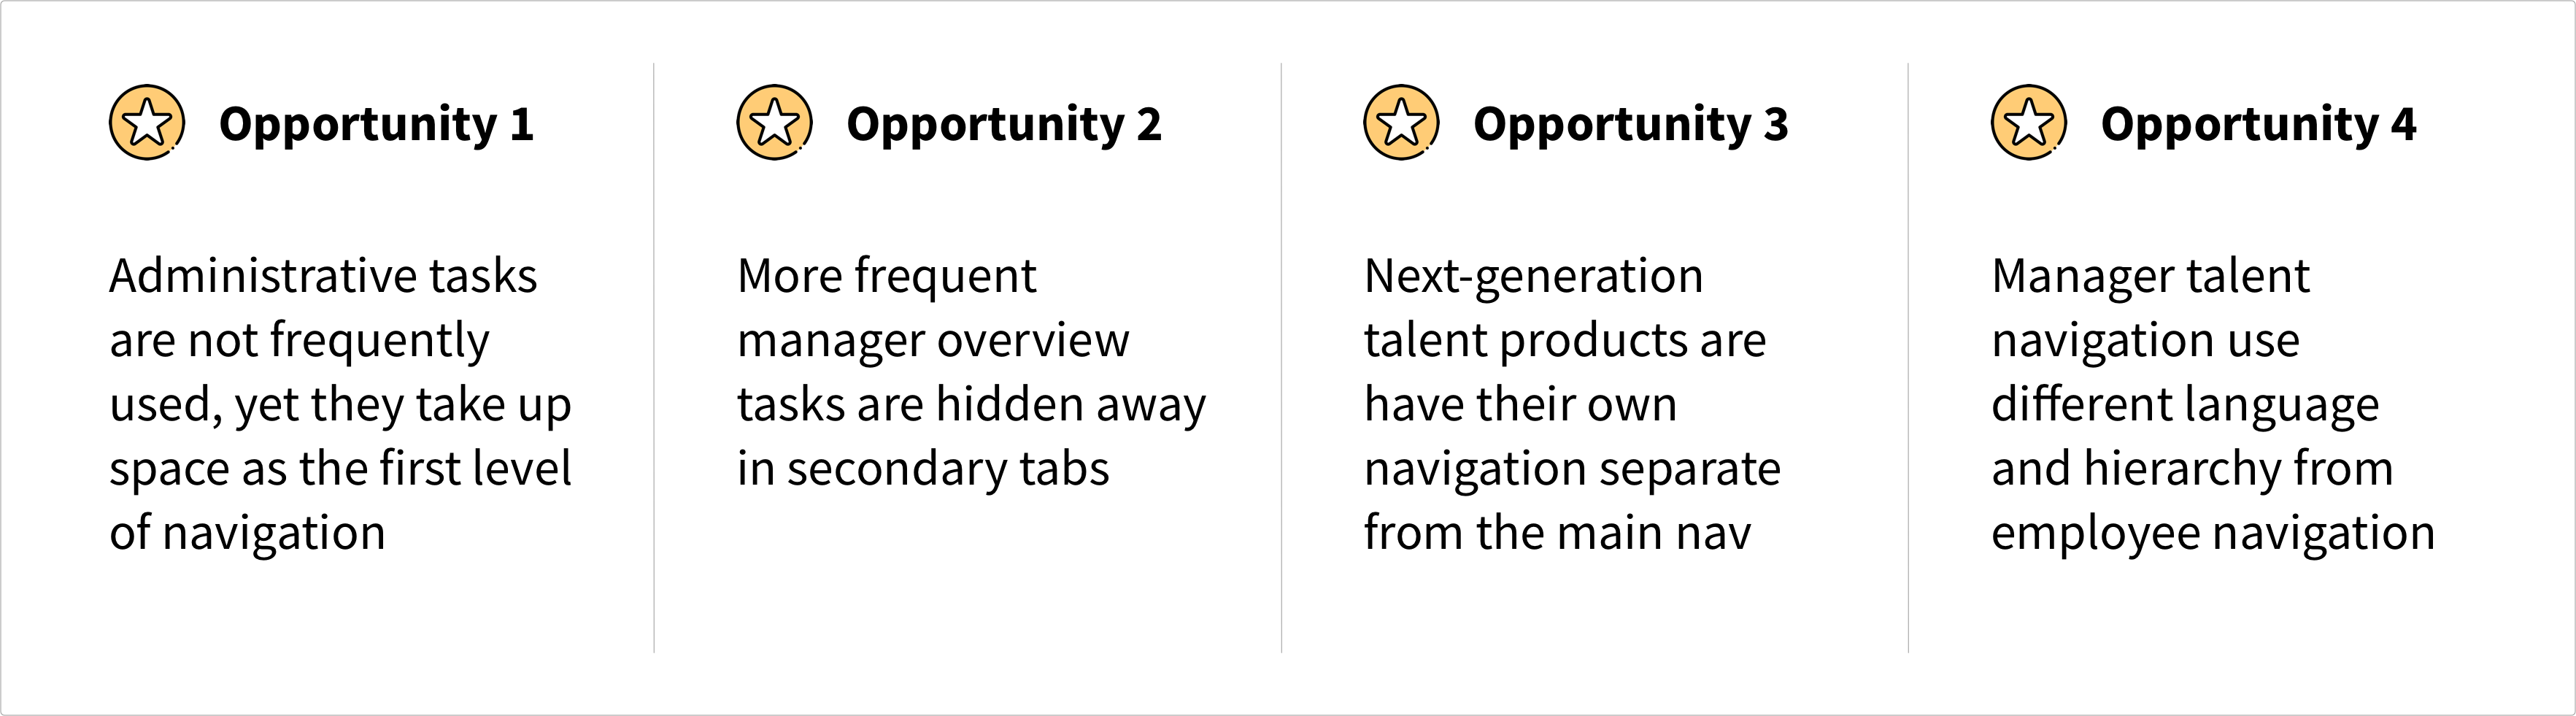 Opportunity 1
Administrative tasks
are not frequently
used, yet they take up
space as the first level
of navigation
Opportunity 2
More frequent
manager overview
tasks are hidden away
in secondary tabs
Opportunity 3
Next-generation
talent products are
have their own
navigation separate
from the main nav
Opportunity 4
Manager talent
navigation use
different language
and hierarchy from
employee navigation